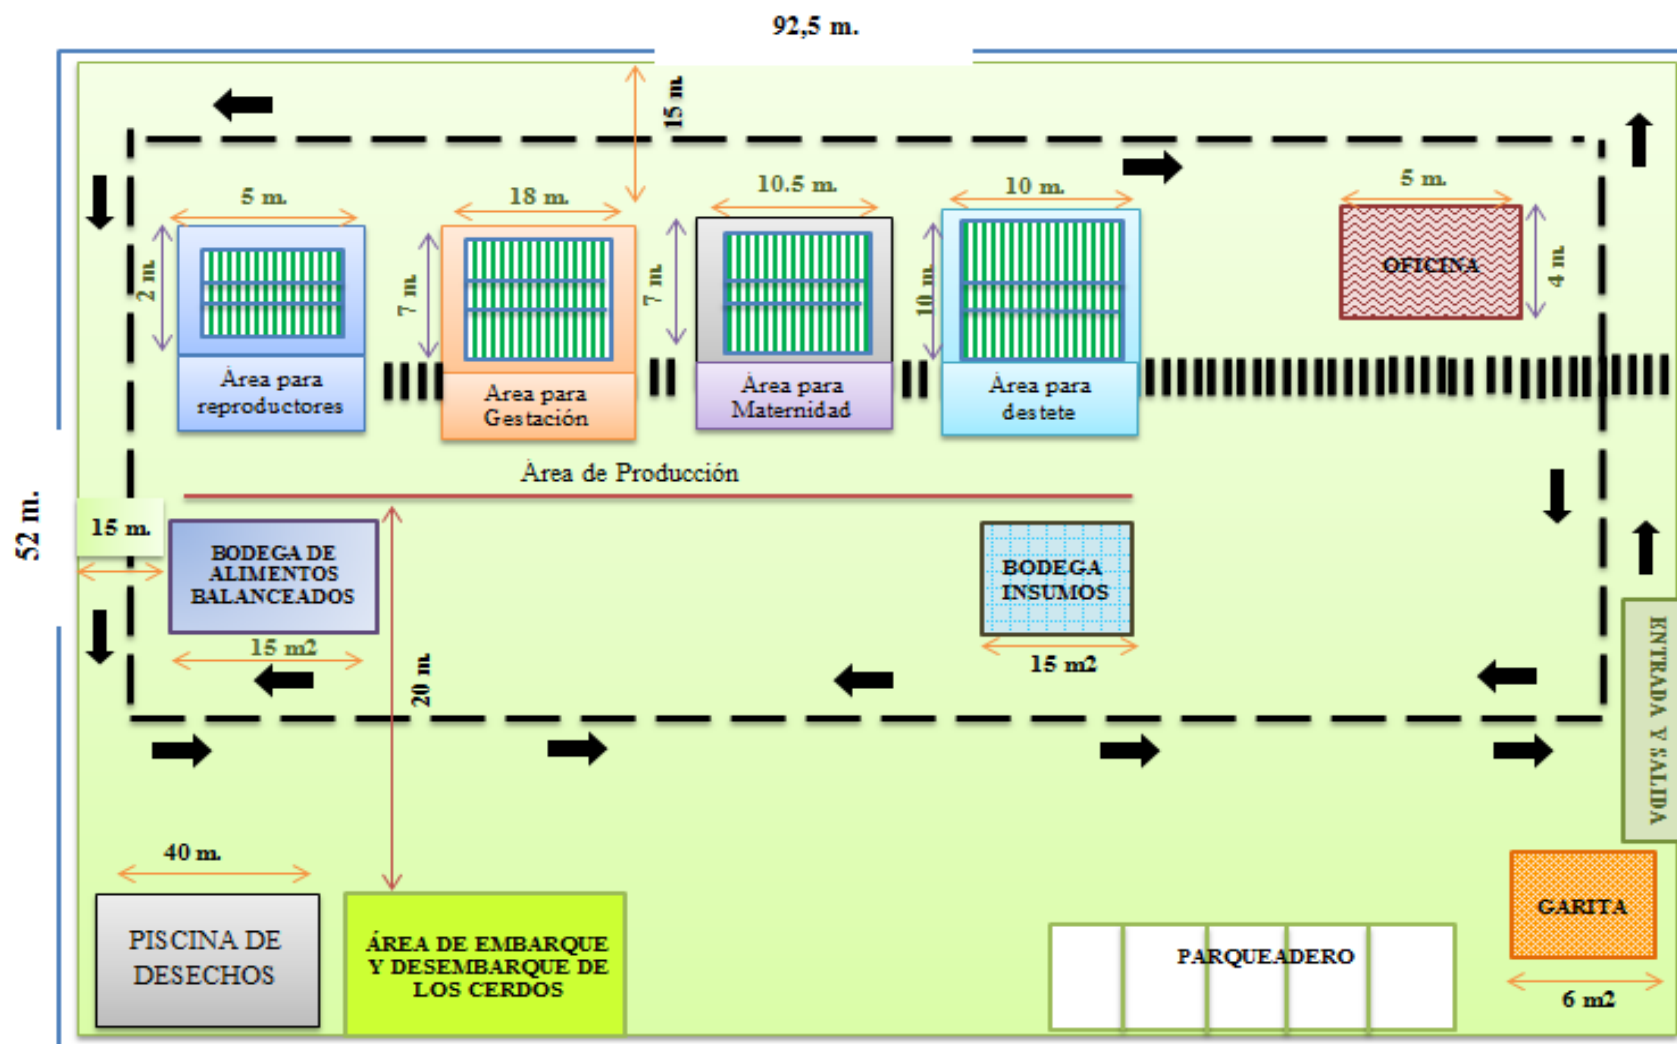 92,5 m.
15 m.
5 m.
18 m.
10.5 m.
10 m.
5 m.
2 m.
7 m.
7 m.
10 m.
OFICINA
4 m.
Área para
reproductores
Area para
Gestación
Área para
Maternidad
Área para
destete
Área de Producción
52 m.
15 m.
BODEGA DE
ALIMENTOS
BALANCEADOS
15 m2
20 m.
BODEGA
INSUMOS
15 m2
ENTRADA Y SALIDA
40 m.
PISCINA DE
DESECHOS
ÁREA DE EMBARQUE
Y DESEMBARQUE DE
LOS CERDOS
PARQUEADERO
GARITA
6 m2